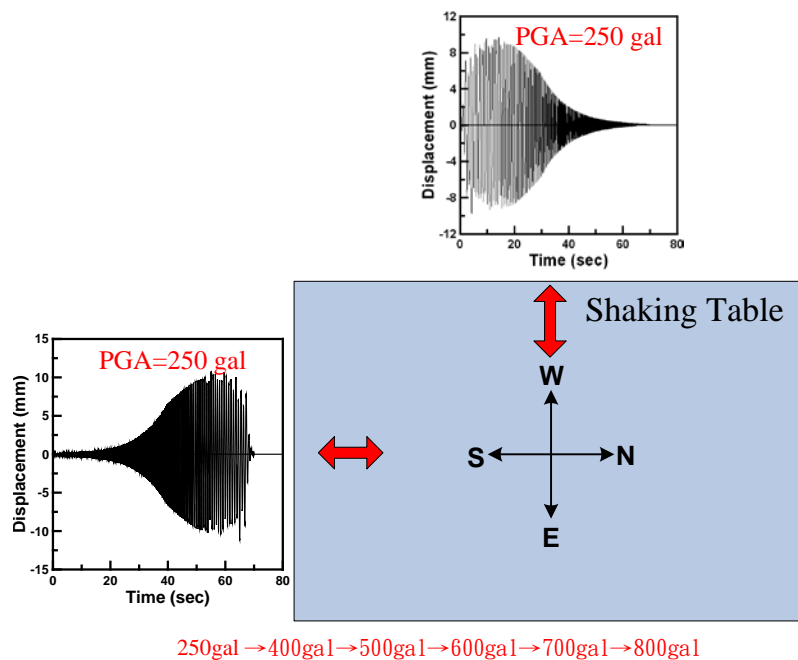 PGA=250 gal
12
8
4
0
-4
-8
-12
Displacement (mm)
0 20 40 60 80
Time (sec)
Shaking Table
W
S N
E
PGA=250 gal
15
10
5
0
-5
-10
-15
Displacement (mm)
0 20 40 60 80
Time (sec)
250gal→400gal→500gal→600gal→700gal→800gal